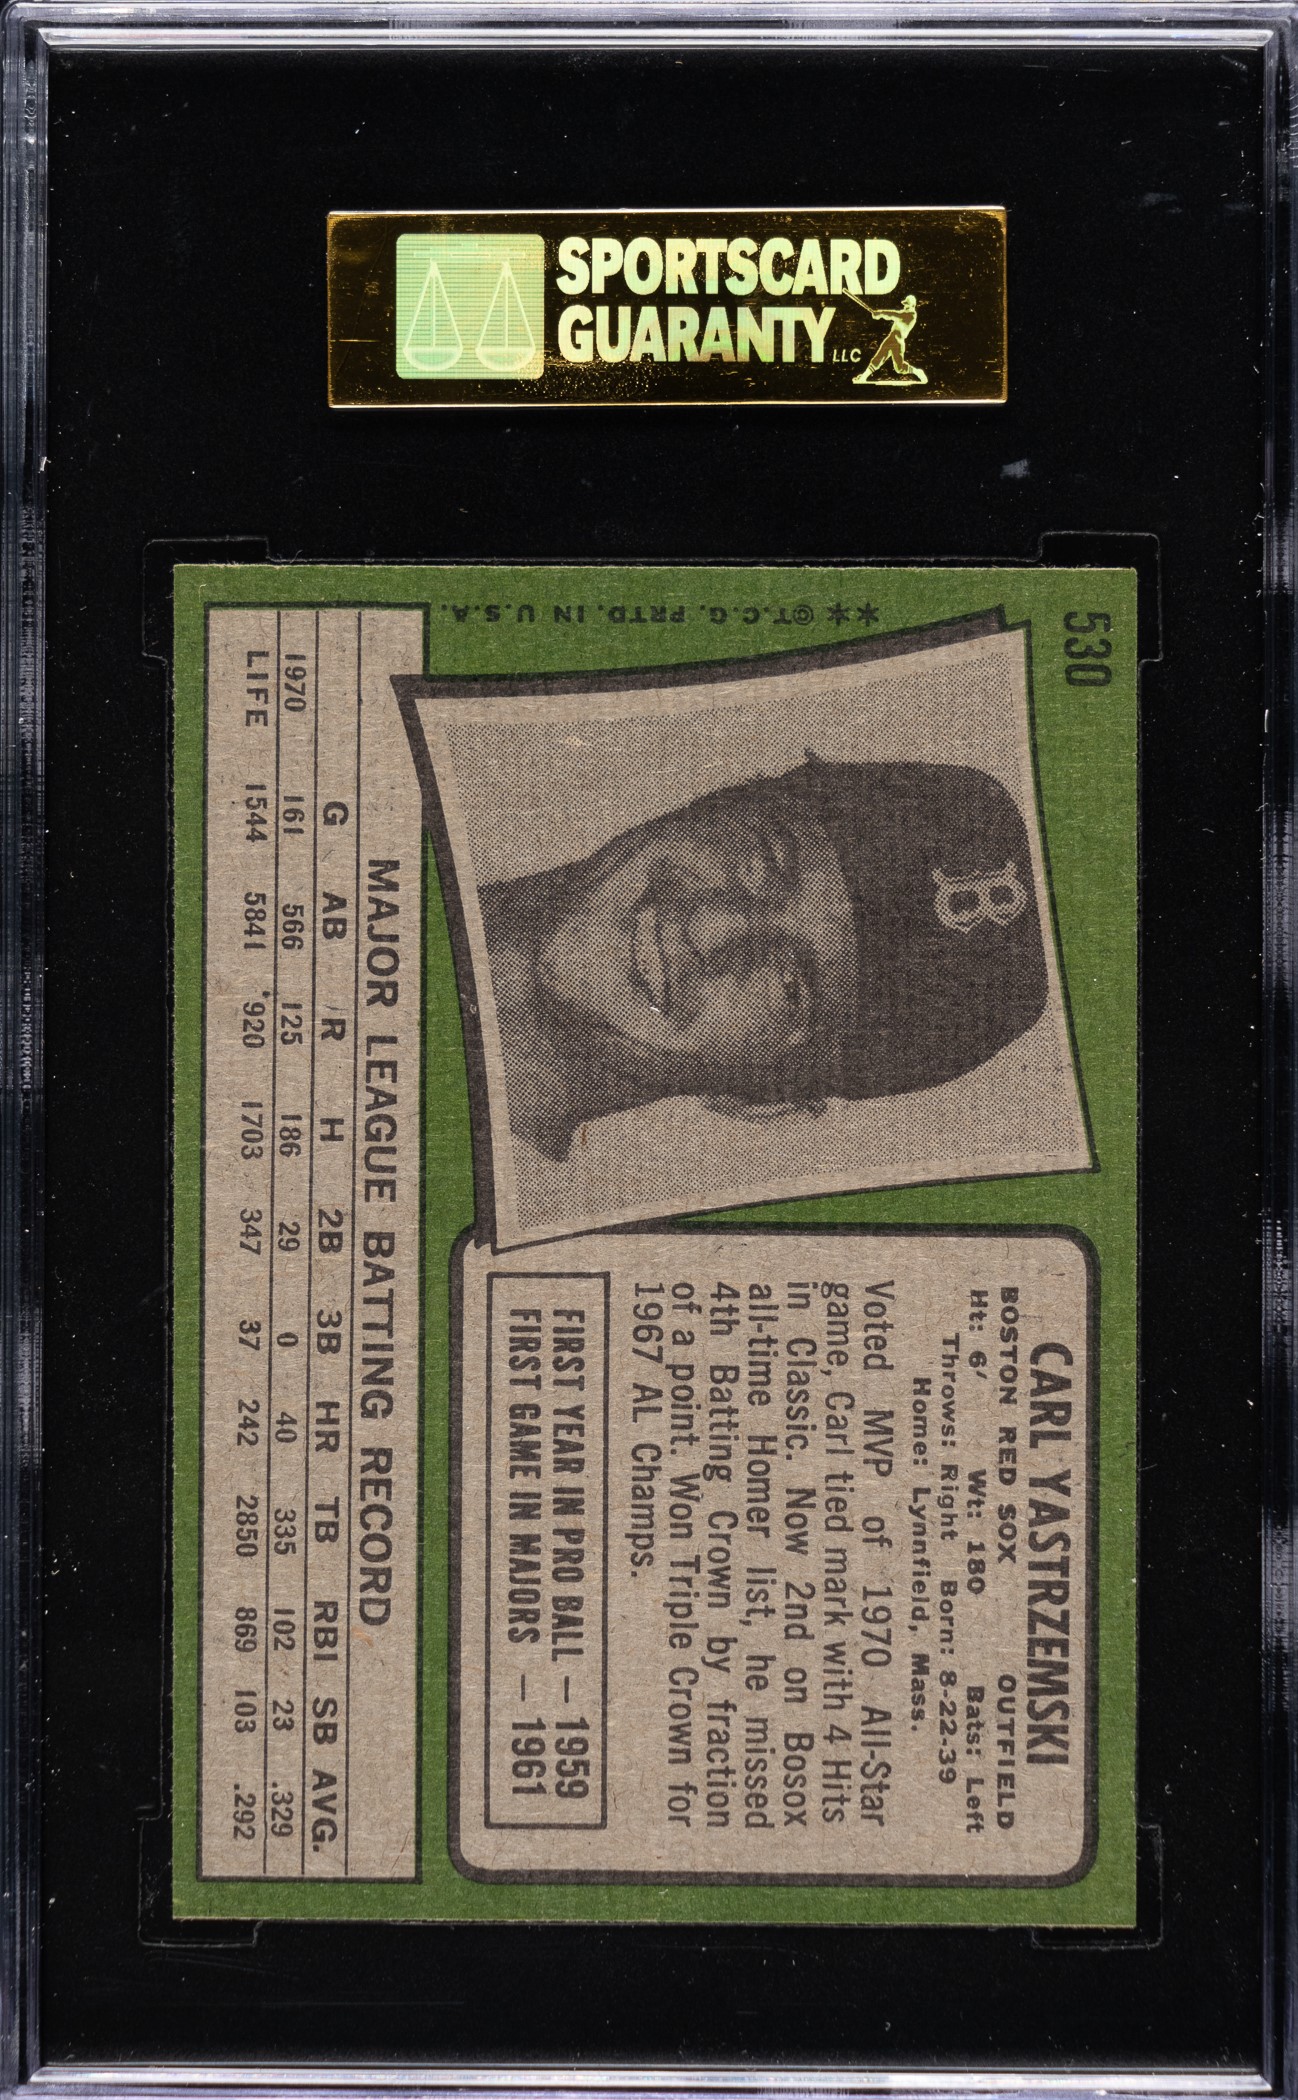 SPORTSCARD
GUARANTY LLC
530
** ©T.C.G. PRTD. IN U.S.A.
B
CARL YASTRZEMSKI
BOSTON RED SOX OUTFIELD
Ht: 6' Wt: 180 Bats: Left
Throws: Right Born: 8-22-39
Home: Lynnfield, Mass.
Voted MVP of 1970 All-Star
game, Carl tied mark with 4 Hits
in Classic. Now 2nd on Bosox
all-time Homer list, he missed
4th Batting Crown by fraction
of a point. Won Triple Crown for
1967 AL Champs.
FIRST YEAR IN PRO BALL — 1959
FIRST GAME IN MAJORS — 1961
MAJOR LEAGUE BATTING RECORD
G AB R H 2B 3B HR TB RBI SB AVG.
1970 161 566 125 186 29 0 40 335 102 23 .329
LIFE 1544 5841 920 1703 347 37 242 2850 869 103 .292